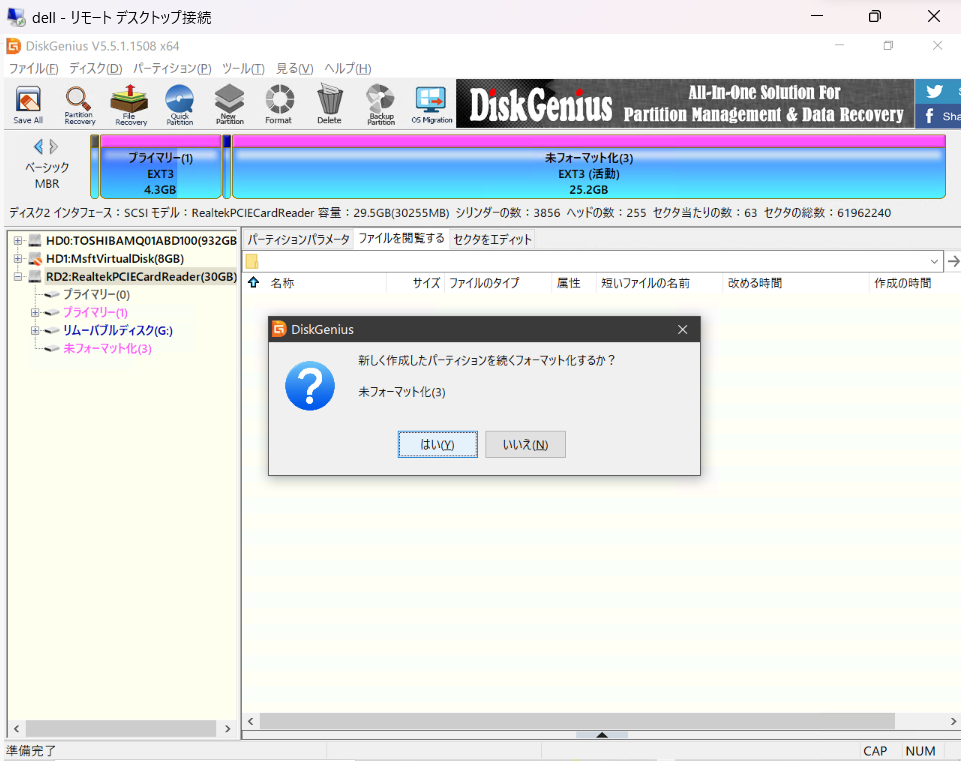 dell - リモート デスクトップ接続
DiskGenius V5.5.1.1508 x64
ファイル(F) ディスク(D) パーティション(P) ツール(T) 見る(V) ヘルプ(H)
Save All
Partition Recovery
File Recovery
Quick Partition
New Partition
Format
Delete
Backup Partition
OS Migration
DiskGenius
All-In-One Solution For
Partition Management & Data Recovery
S
Sha
ベーシック
MBR
プライマリー(1)
EXT3
4.3GB
未フォーマット化(3)
EXT3 (活動)
25.2GB
ディスク2 インタフェース：SCSI モデル：RealtekPCIECardReader 容量：29.5GB(30255MB) シリンダーの数：3856 ヘッドの数：255 セクタ当たりの数：63 セクタの総数：61962240
HD0:TOSHIBAMQ01ABD100(932GB
HD1:MsftVirtualDisk(8GB)
RD2:RealtekPCIECardReader(30GB)
プライマリー(0)
プライマリー(1)
リムーバブルディスク(G:)
未フォーマット化(3)
パーティションパラメータ ファイルを閲覧する セクタをエディット
名称 サイズ ファイルのタイプ 属性 短いファイルの名前 改める時間 作成の時間
DiskGenius
新しく作成したパーティションを続くフォーマット化するか？
未フォーマット化(3)
はい(Y) いいえ(N)
準備完了
CAP NUM